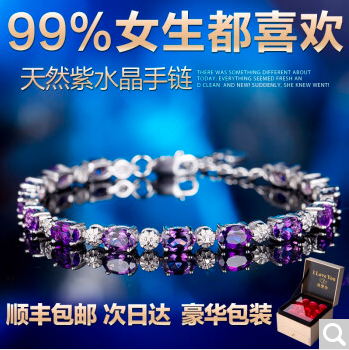 99%女生都喜欢
天然紫水晶手链
THERE WAS SOMETHING DIFFERENT ABOUT
TODAY. EVERYTHING SEEMED FRESH AN
D CLEAN. AND NEW! SUDDENLY, SHE KNEW?!
I Love You
顺丰包邮 次日达 豪华包装